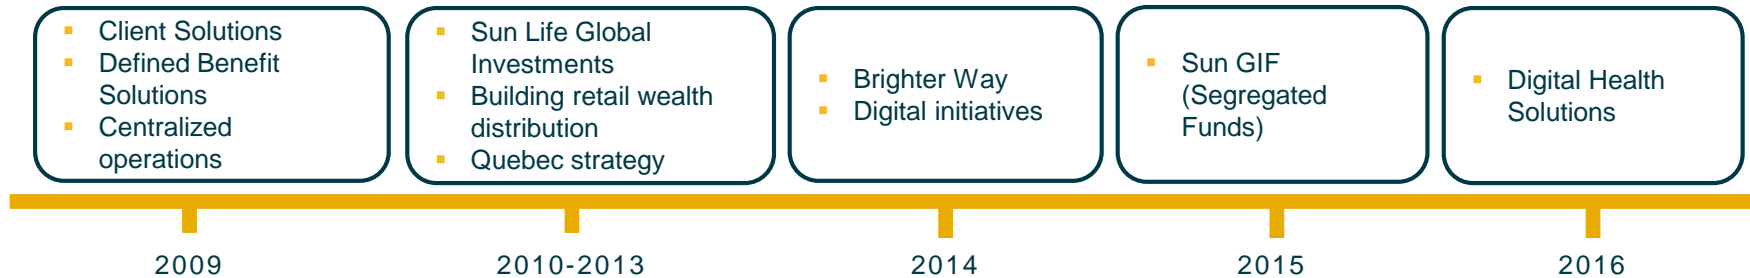 ▪ Client Solutions
▪ Defined Benefit
Solutions
▪ Centralized
operations
▪ Sun Life Global
Investments
▪ Building retail wealth
distribution
▪ Quebec strategy
▪ Brighter Way
▪ Digital initiatives
▪ Sun GIF
(Segregated
Funds)
▪ Digital Health
Solutions
2009
2010-2013
2014
2015
2016